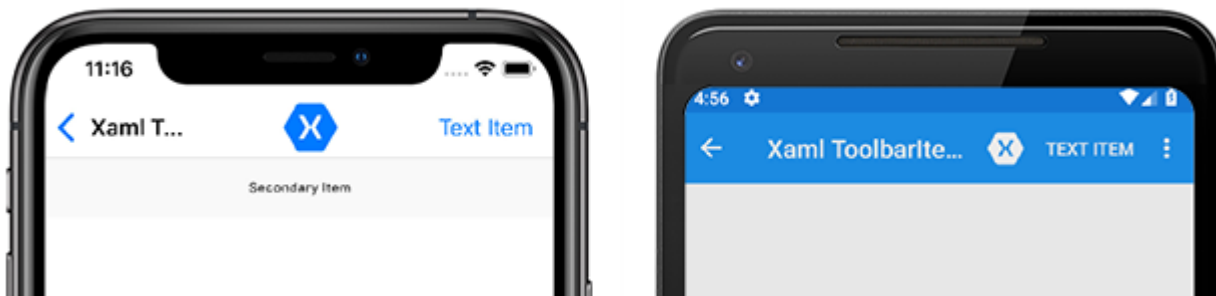 11:16
Xaml T...
Text Item
Secondary Item
4:56
Xaml ToolbarIte...
TEXT ITEM